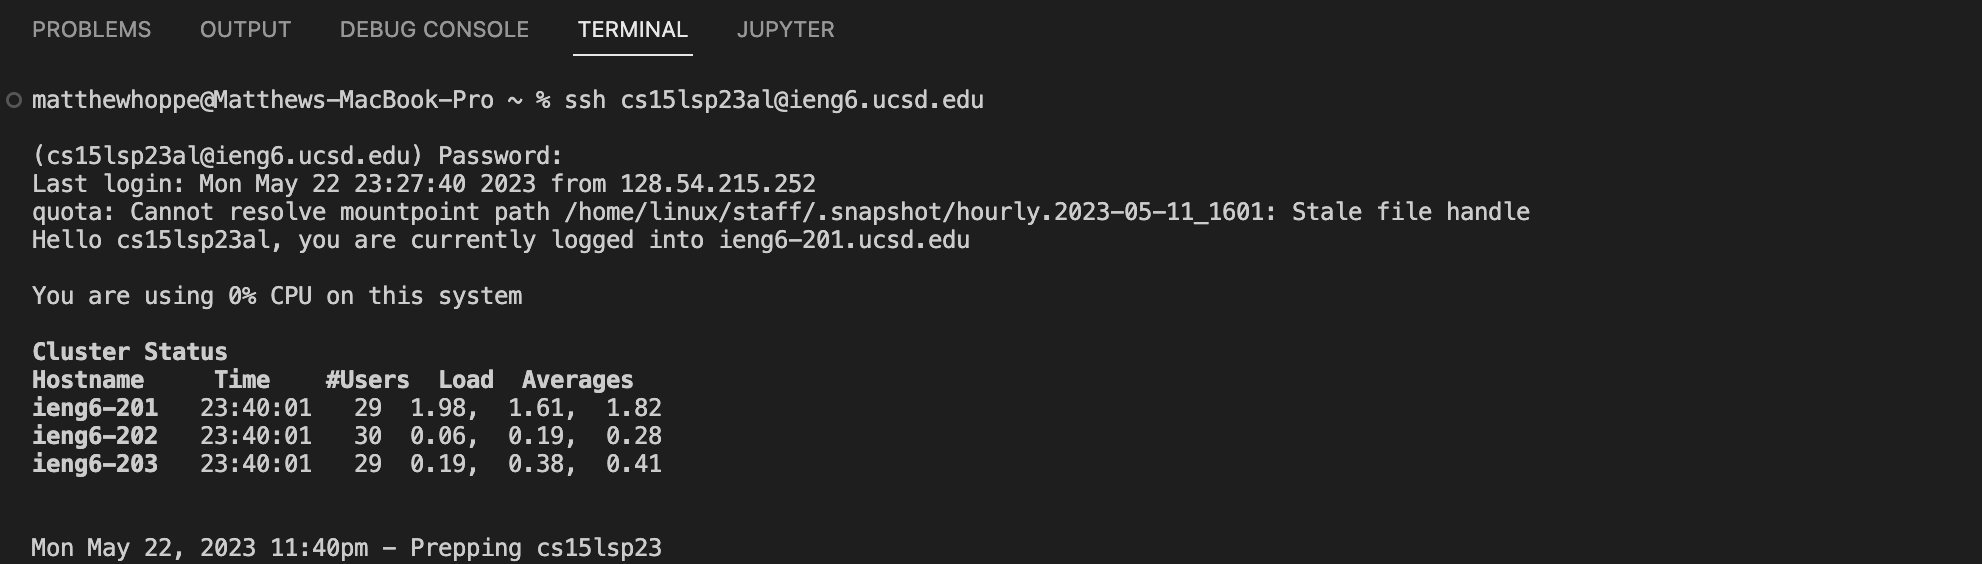 PROBLEMS OUTPUT DEBUG CONSOLE TERMINAL JUPYTER
matthewhoppe@Matthews-MacBook-Pro ~ % ssh cs15lsp23al@ieng6.ucsd.edu
(cs15lsp23al@ieng6.ucsd.edu) Password:
Last login: Mon May 22 23:27:40 2023 from 128.54.215.252
quota: Cannot resolve mountpoint path /home/linux/staff/.snapshot/hourly.2023-05-11_1601: Stale file handle
Hello cs15lsp23al, you are currently logged into ieng6-201.ucsd.edu
You are using 0% CPU on this system
Cluster Status
Hostname Time #Users Load Averages
ieng6-201 23:40:01 29 1.98, 1.61, 1.82
ieng6-202 23:40:01 30 0.06, 0.19, 0.28
ieng6-203 23:40:01 29 0.19, 0.38, 0.41
Mon May 22, 2023 11:40pm - Prepping cs15lsp23